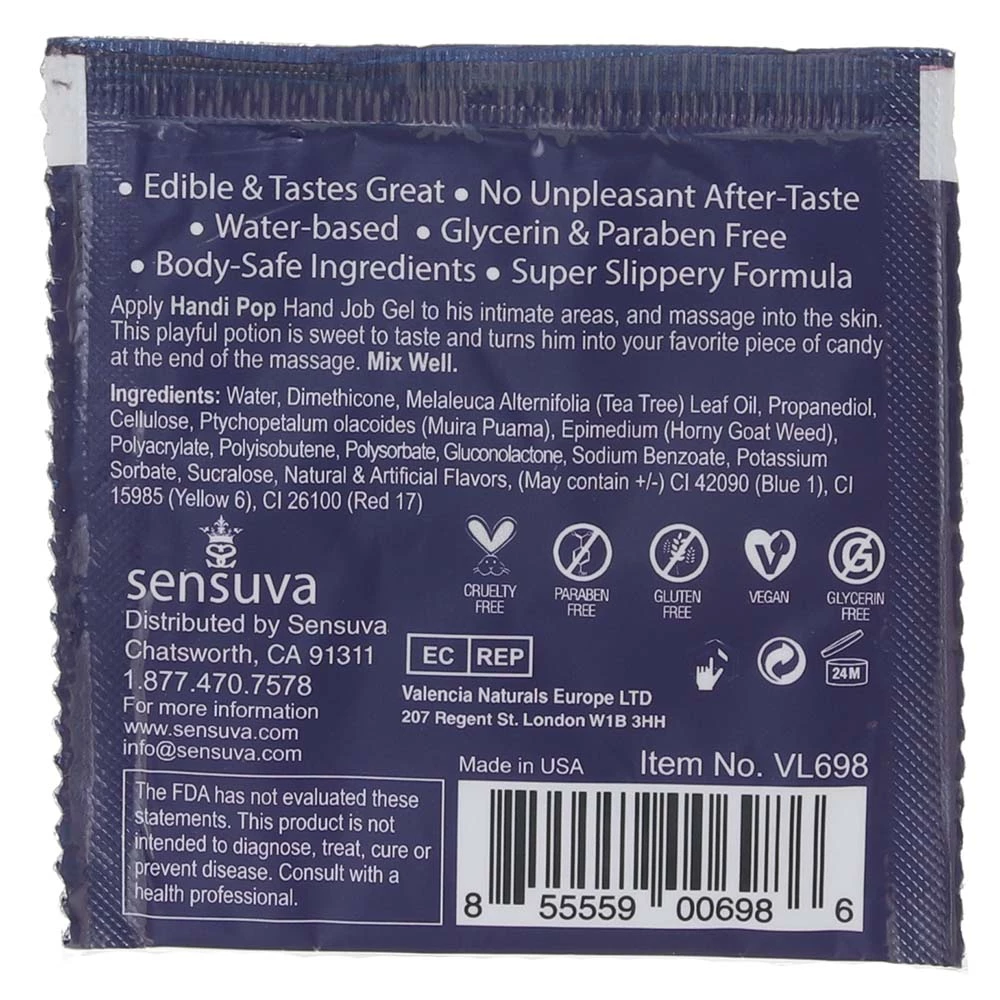 • Edible & Tastes Great • No Unpleasant After-Taste
• Water-based • Glycerin & Paraben Free
• Body-Safe Ingredients • Super Slippery Formula
Apply Handi Pop Hand Job Gel to his intimate areas, and massage into the skin.
This playful potion is sweet to taste and turns him into your favorite piece of candy
at the end of the massage. Mix Well.
Ingredients: Water, Dimethicone, Melaleuca Alternifolia (Tea Tree) Leaf Oil, Propanediol,
Cellulose, Ptychopetalum olacoides (Muira Puama), Epimedium (Horny Goat Weed),
Polyacrylate, Polyisobutene, Polysorbate, Gluconolactone, Sodium Benzoate, Potassium
Sorbate, Sucralose, Natural & Artificial Flavors, (May contain +/-) CI 42090 (Blue 1), CI
15985 (Yellow 6), CI 26100 (Red 17)
sensuva
Distributed by Sensuva
Chatsworth, CA 91311
1.877.470.7578
For more information
www.sensuva.com
info@sensuva.com
CRUELTY
FREE
PARABEN
FREE
GLUTEN
FREE
VEGAN
GLYCERIN
FREE
EC REP
24M
Valencia Naturals Europe LTD
207 Regent St. London W1B 3HH
Made in USA
Item No. VL698
The FDA has not evaluated these
statements. This product is not
intended to diagnose, treat, cure or
prevent disease. Consult with a
health professional.
8 55559 00698 6